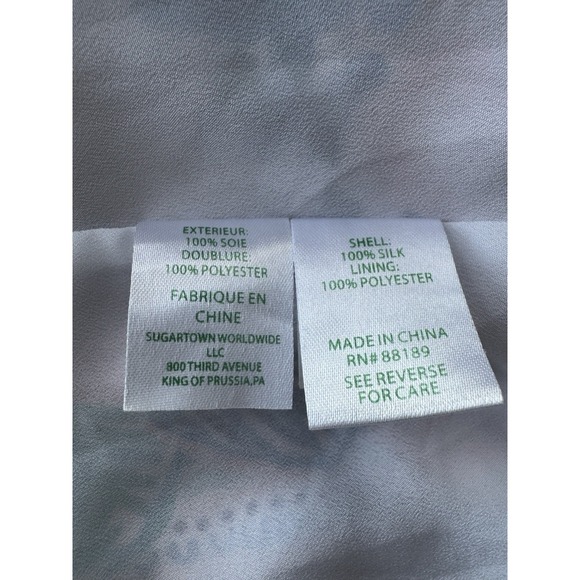 EXTERIEUR:
100% SOIE
DOUBLURE:
100% POLYESTER
FABRIQUE EN
CHINE
SUGARTOWN WORLDWIDE
LLC
800 THIRD AVENUE
KING OF PRUSSIA,PA
SHELL:
100% SILK
LINING:
100% POLYESTER
MADE IN CHINA
RN# 88189
SEE REVERSE
FOR CARE